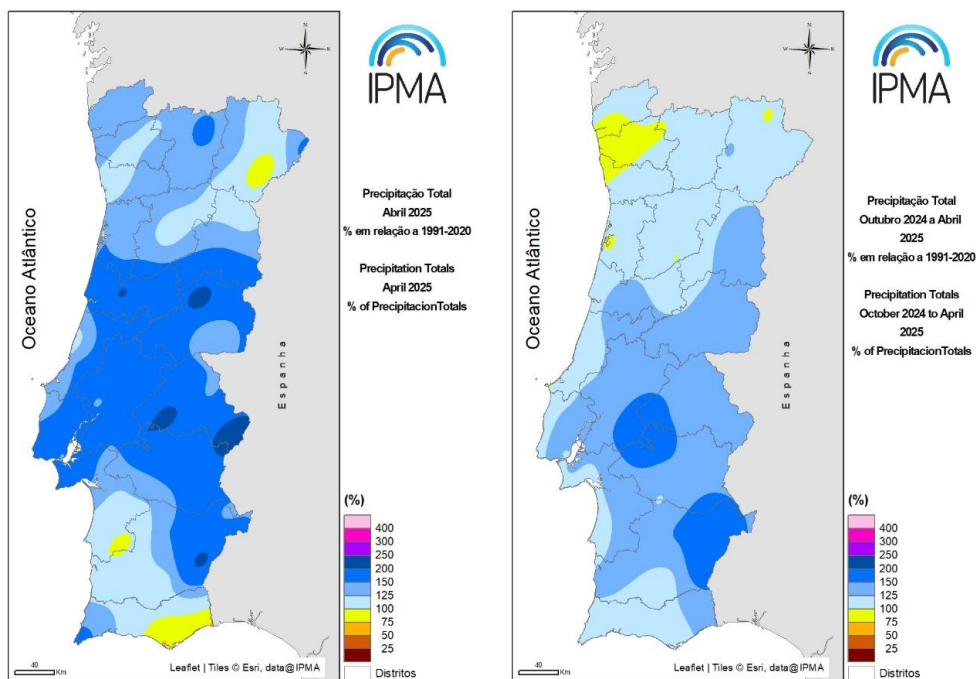 N
W
E
S
IPMA
Oceano Atlântico
Precipitação Total
Abril 2025
% em relação a 1991-2020
Precipitation Totals
April 2025
% of PrecipitacionTotals
Espanha
(%)
400
300
250
200
150
125
100
75
50
25
Distritos
40
Km
Leaflet | Tiles © Esri, data@IPMA
N
W
E
S
IPMA
Oceano Atlântico
Precipitação Total
Outubro 2024 a Abril
2025
% em relação a 1991-2020
Precipitation Totals
October 2024 to April
2025
% of PrecipitacionTotals
Espanha
(%)
400
300
250
200
150
125
100
75
50
25
Distritos
40
Km
Leaflet | Tiles © Esri, data@IPMA